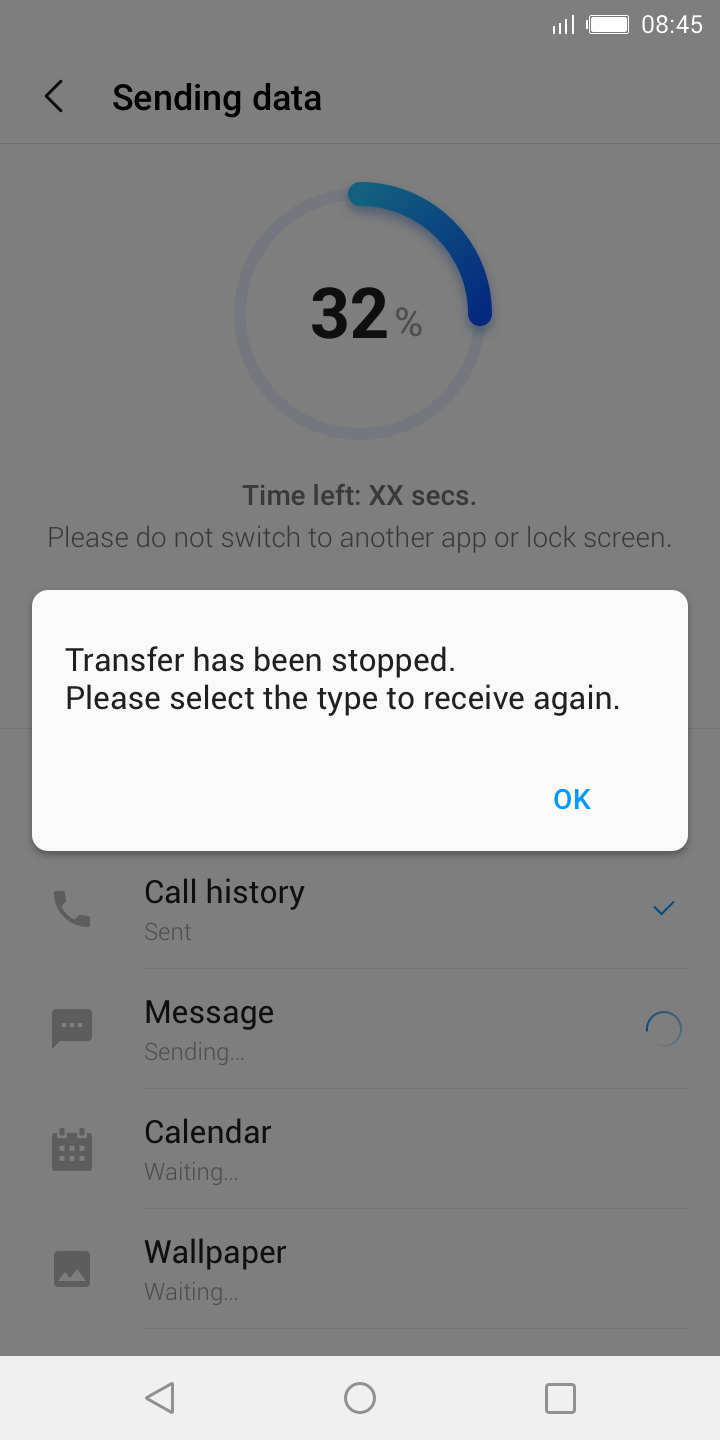 08:45
Sending data
32 %
Time left: XX secs.
Please do not switch to another app or lock screen.
Transfer has been stopped.
Please select the type to receive again.
OK
Call history
Sent
Message
Sending...
Calendar
Waiting...
Wallpaper
Waiting...